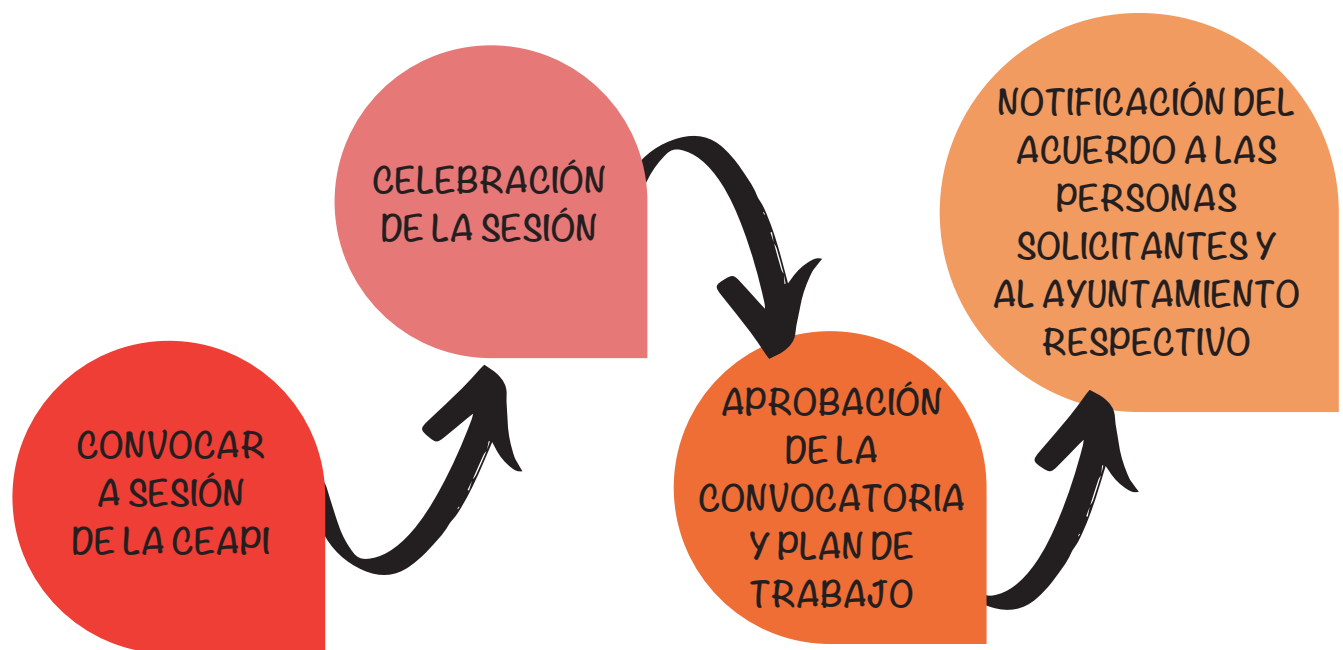 CONVOCAR
A SESIÓN
DE LA CEAPI
CELEBRACIÓN
DE LA SESIÓN
APROBACIÓN
DE LA
CONVOCATORIA
Y PLAN DE
TRABAJO
NOTIFICACIÓN DEL
ACUERDO A LAS
PERSONAS
SOLICITANTES Y
AL AYUNTAMIENTO
RESPECTIVO